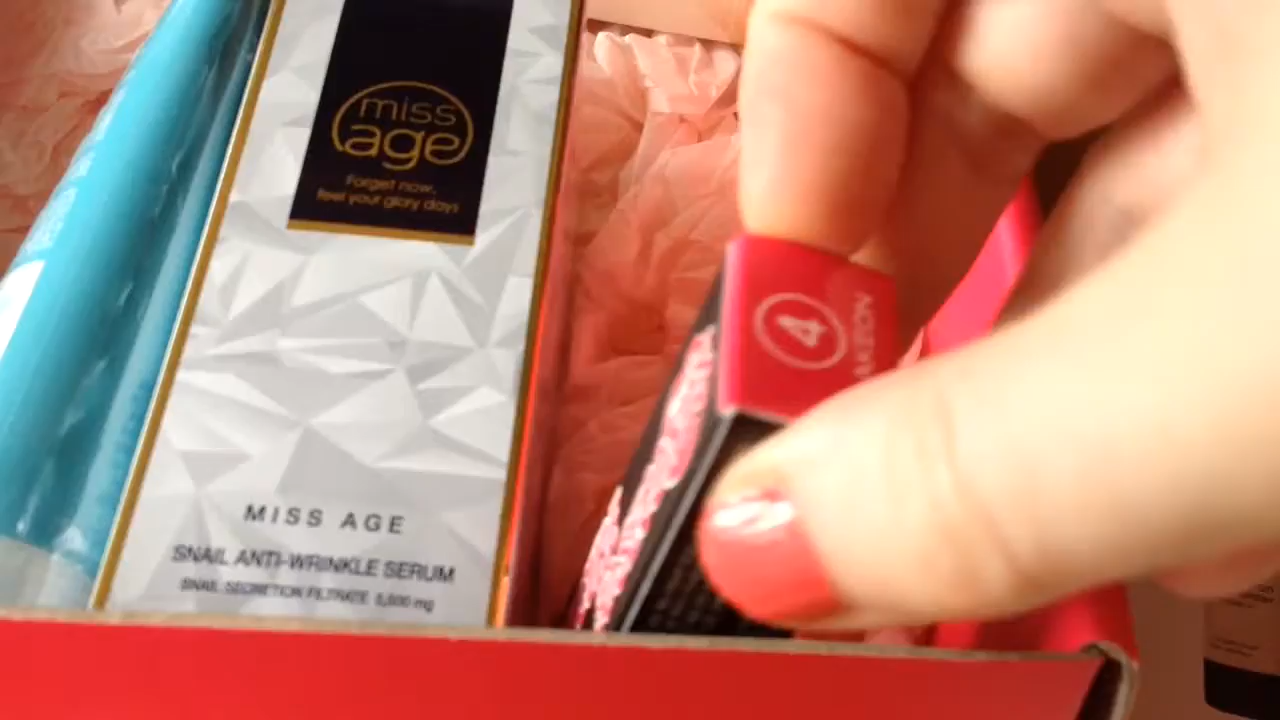 miss
age
Forget now,
feel your glory days
MISS AGE
SNAIL ANTI-WRINKLE SERUM
SNAIL SECRETION FILTRATE
4